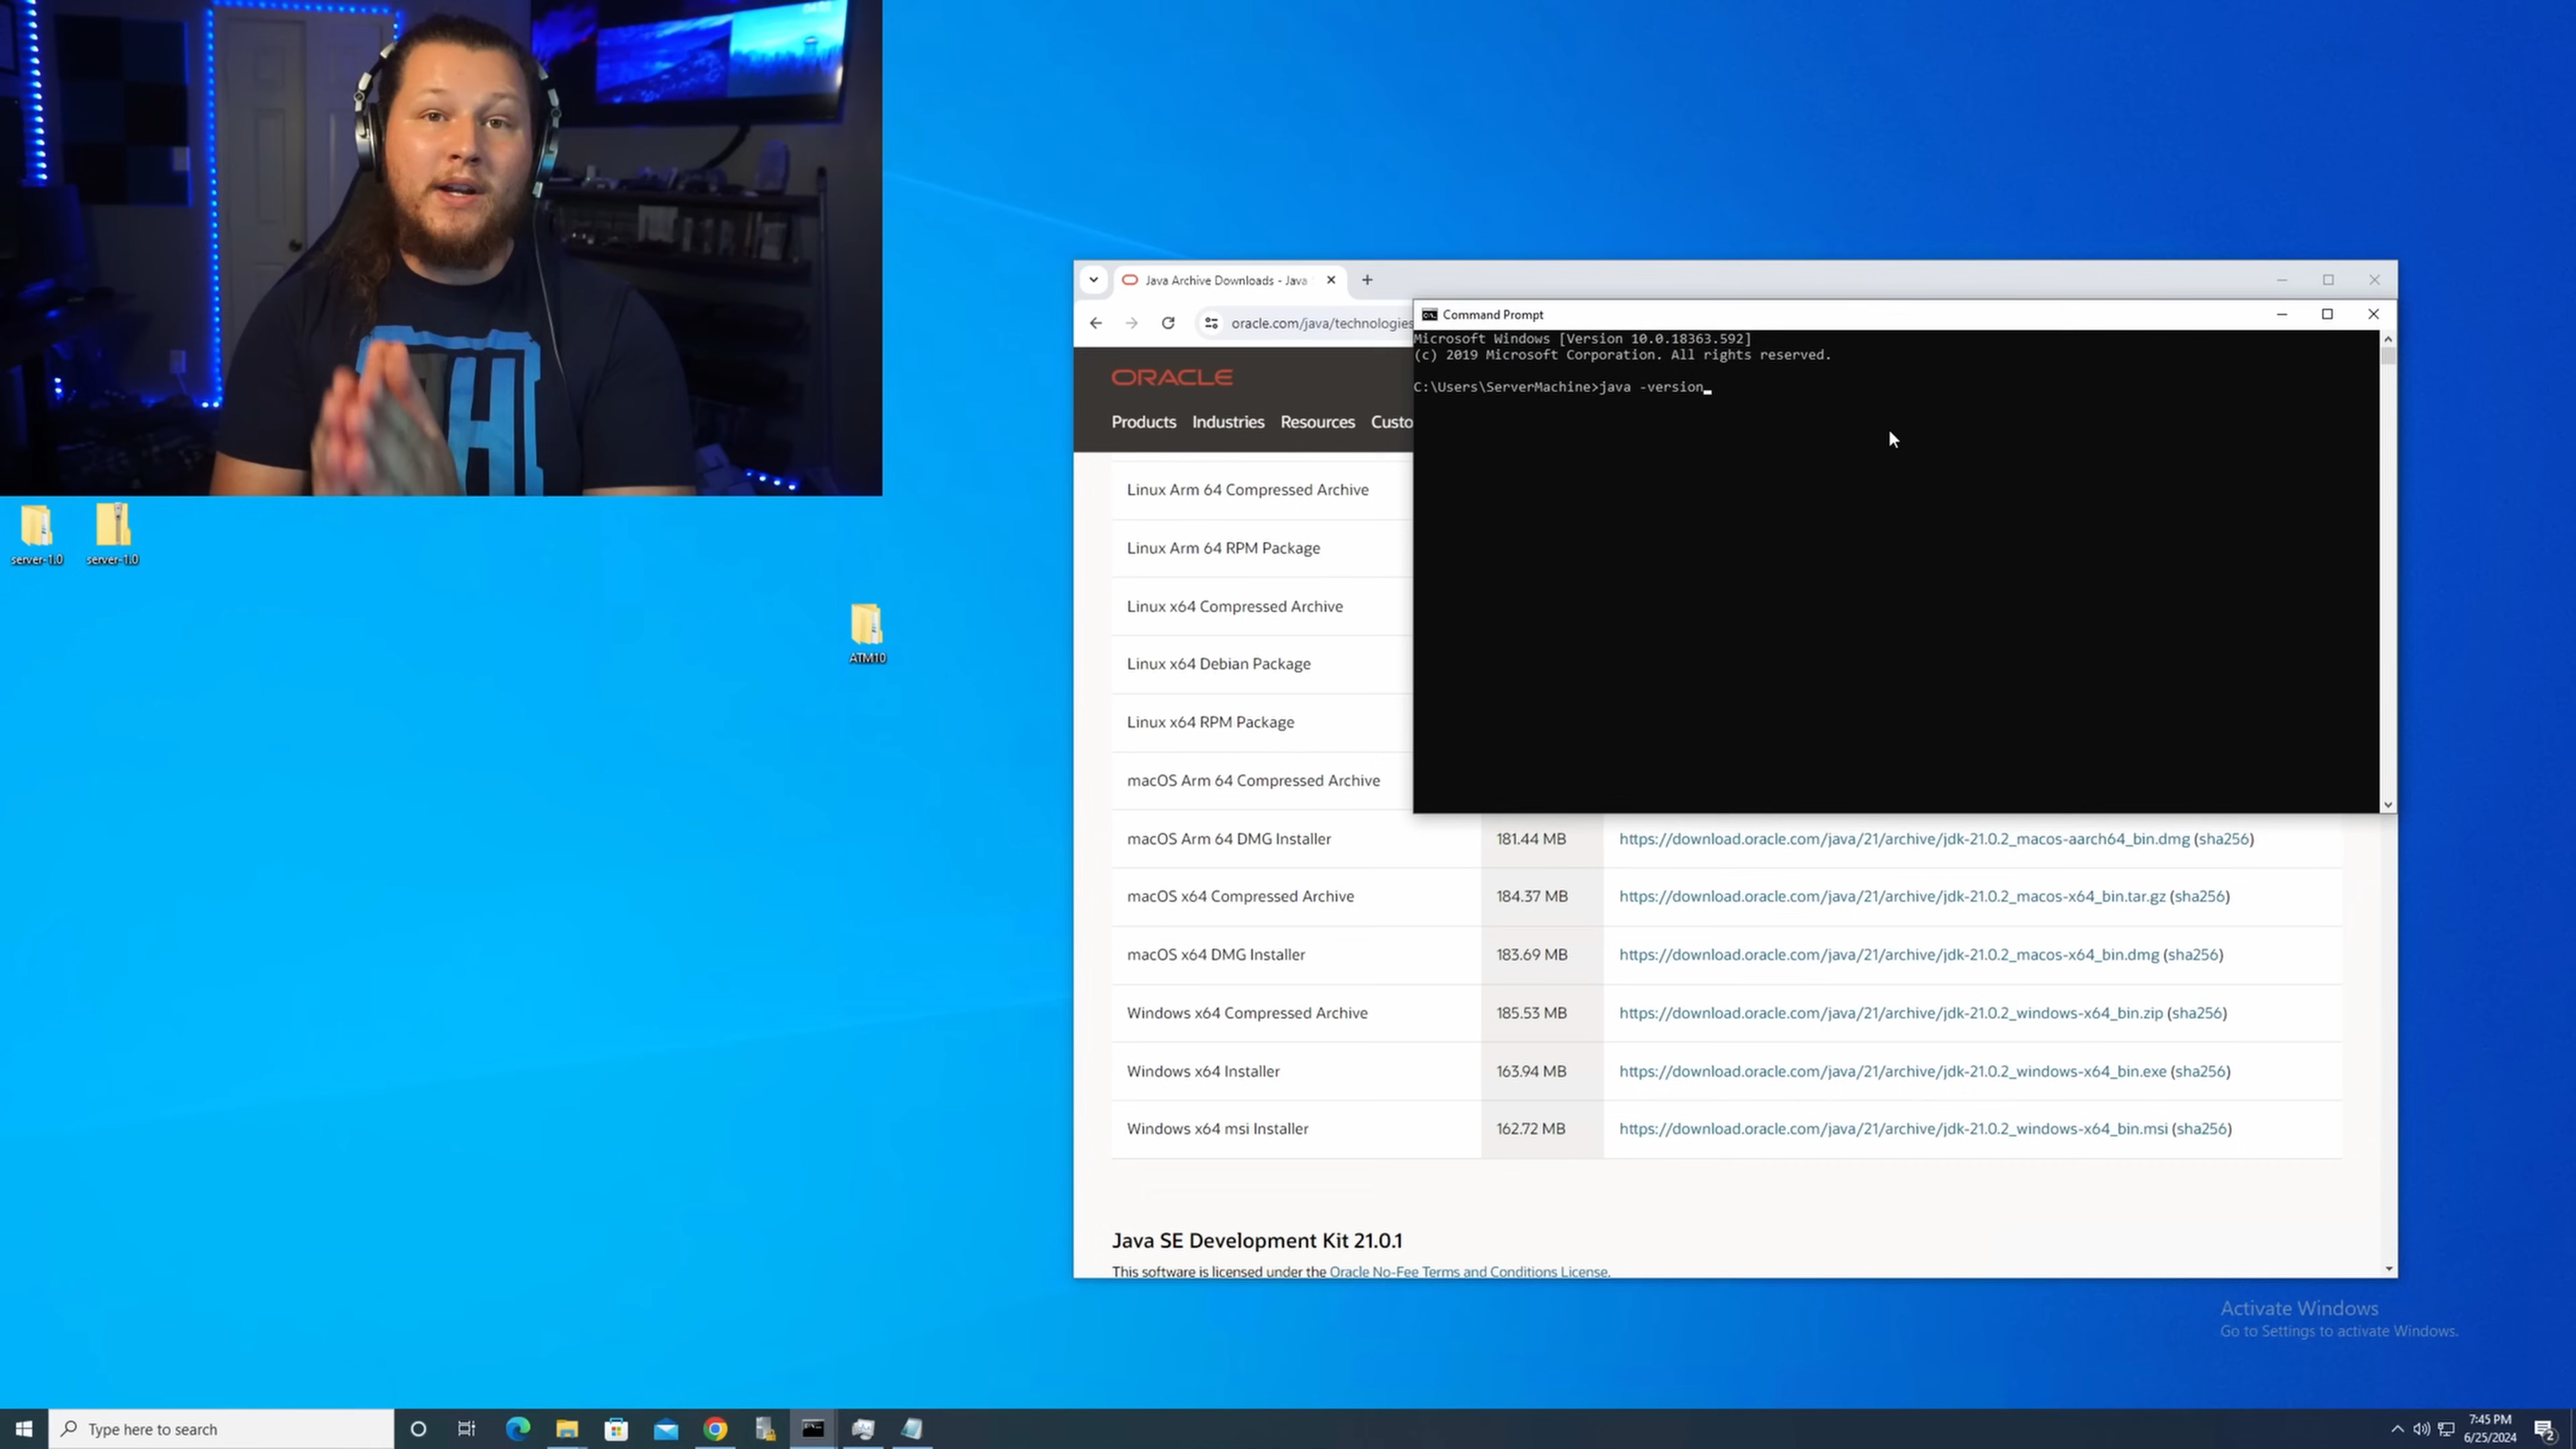 server-1.0
server-1.0
ATM10
Java Archive Downloads - Java
oracle.com/java/technologies
ORACLE
Products Industries Resources Custo
Command Prompt
Microsoft Windows [Version 10.0.18363.592]
(c) 2019 Microsoft Corporation. All rights reserved.
C:\Users\ServerMachine>java -version
Linux Arm 64 Compressed Archive
Linux Arm 64 RPM Package
Linux x64 Compressed Archive
Linux x64 Debian Package
Linux x64 RPM Package
macOS Arm 64 Compressed Archive
macOS Arm 64 DMG Installer 181.44 MB https://download.oracle.com/java/21/archive/jdk-21.0.2_macos-aarch64_bin.dmg (sha256)
macOS x64 Compressed Archive 184.37 MB https://download.oracle.com/java/21/archive/jdk-21.0.2_macos-x64_bin.tar.gz (sha256)
macOS x64 DMG Installer 183.69 MB https://download.oracle.com/java/21/archive/jdk-21.0.2_macos-x64_bin.dmg (sha256)
Windows x64 Compressed Archive 185.53 MB https://download.oracle.com/java/21/archive/jdk-21.0.2_windows-x64_bin.zip (sha256)
Windows x64 Installer 163.94 MB https://download.oracle.com/java/21/archive/jdk-21.0.2_windows-x64_bin.exe (sha256)
Windows x64 msi Installer 162.72 MB https://download.oracle.com/java/21/archive/jdk-21.0.2_windows-x64_bin.msi (sha256)
Java SE Development Kit 21.0.1
This software is licensed under the Oracle No-Fee Terms and Conditions License.
Activate Windows
Go to Settings to activate Windows.
Type here to search
7:45 PM
6/25/2024
2